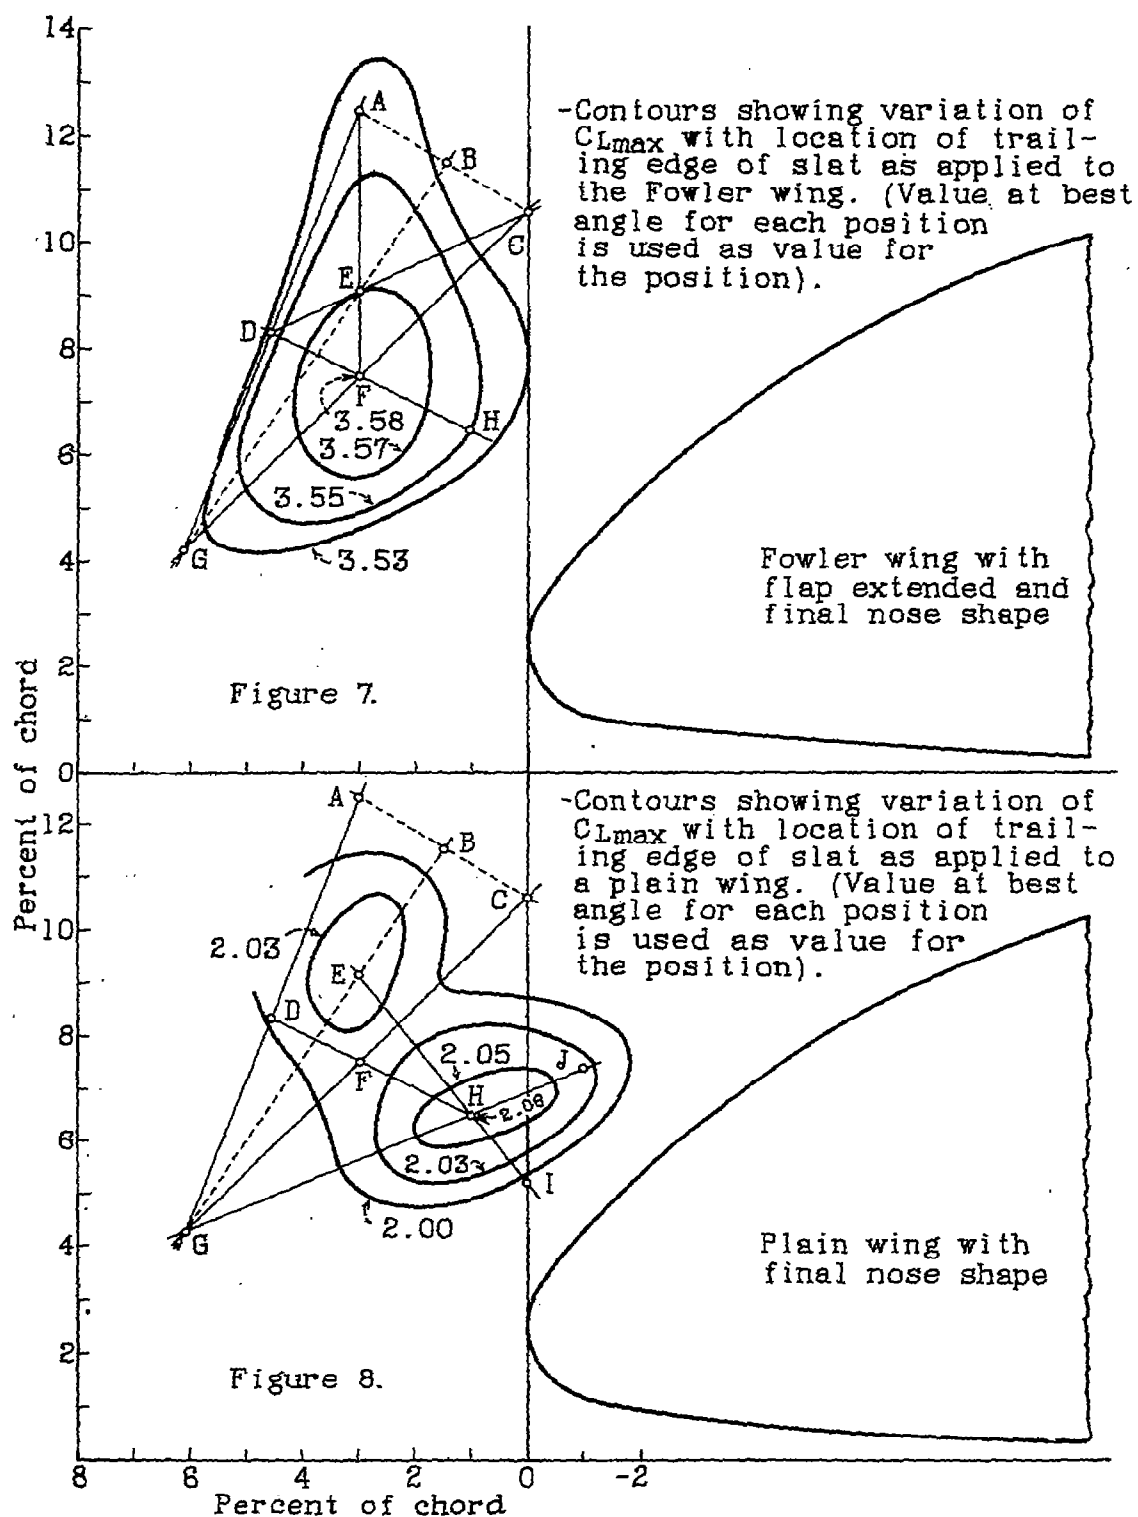 14
12
10
8
6
4
2
0
Percent of chord
A
B
C
E
D
F
H
G
3.58
3.57
3.55
3.53
-Contours showing variation of
CLmax with location of trail-
ing edge of slat as applied to
the Fowler wing. (Value at best
angle for each position
is used as value for
the position).
Fowler wing with
flap extended and
final nose shape
Figure 7.
12
10
8
6
4
2
A
B
C
E
D
F
H
J
I
G
2.03
2.05
2.08
2.03
2.00
-Contours showing variation of
CLmax with location of trail-
ing edge of slat as applied to
a plain wing. (Value at best
angle for each position
is used as value for
the position).
Plain wing with
final nose shape
Figure 8.
8 6 4 2 0 -2
Percent of chord